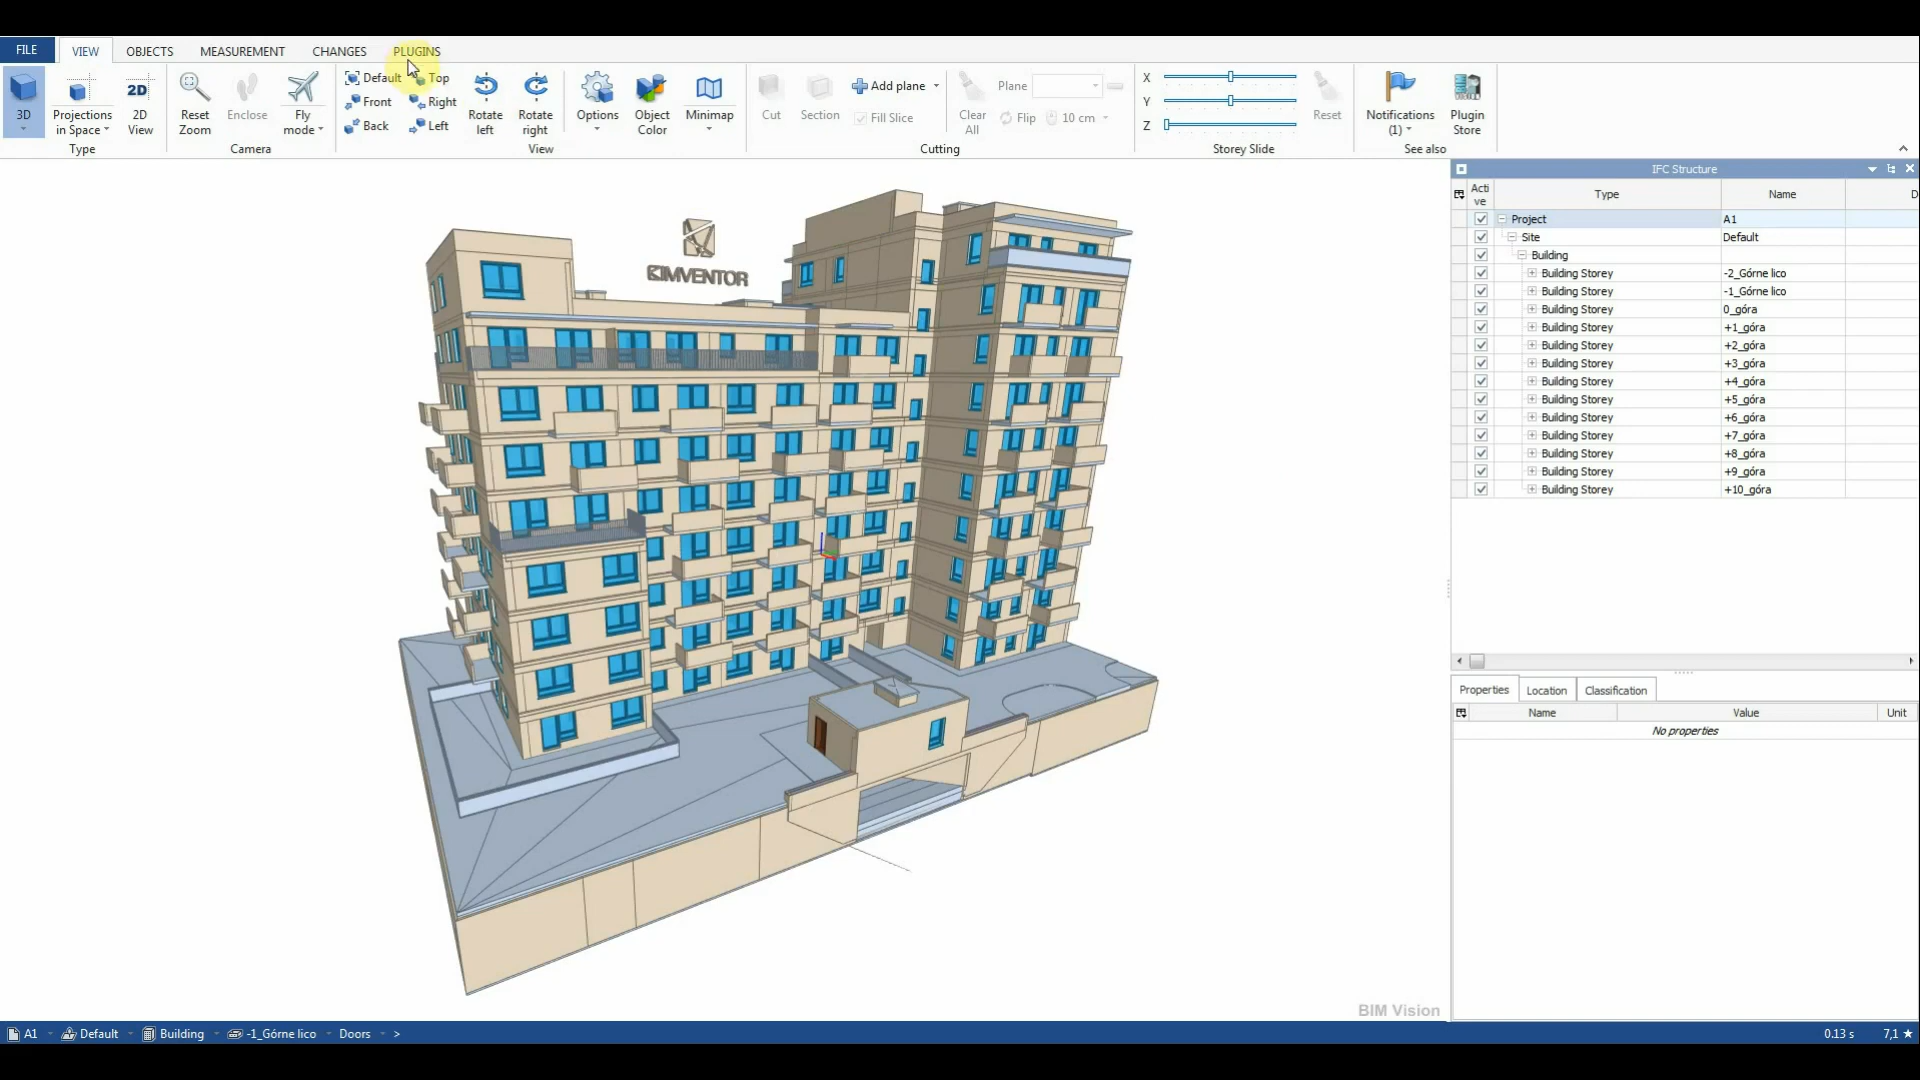 FILE VIEW OBJECTS MEASUREMENT CHANGES PLUGINS
3D
Projections
in Space
Type
2D
2D
View
Reset
Zoom
Enclose
Fly
mode
Camera
Default
Top
Front
Right
Back
Left
Rotate
left
Rotate
right
Options
Object
Color
Minimap
View
Cut
Section
Add plane
Fill Slice
Clear
All
Plane
Flip
10 cm
Cutting
X
Y
Z
Reset
Storey Slide
Notifications
(1)
Plugin
Store
See also
IFC Structure
Acti
ve
Type Name D
Project A1
Site Default
Building
Building Storey -2_Górne lico
Building Storey -1_Górne lico
Building Storey 0_góra
Building Storey +1_góra
Building Storey +2_góra
Building Storey +3_góra
Building Storey +4_góra
Building Storey +5_góra
Building Storey +6_góra
Building Storey +7_góra
Building Storey +8_góra
Building Storey +9_góra
Building Storey +10_góra
Properties Location Classification
Name Value Unit
No properties
BIMVENTOR
BIM Vision
A1 Default Building -1_Górne lico Doors >
0.13 s 7,1